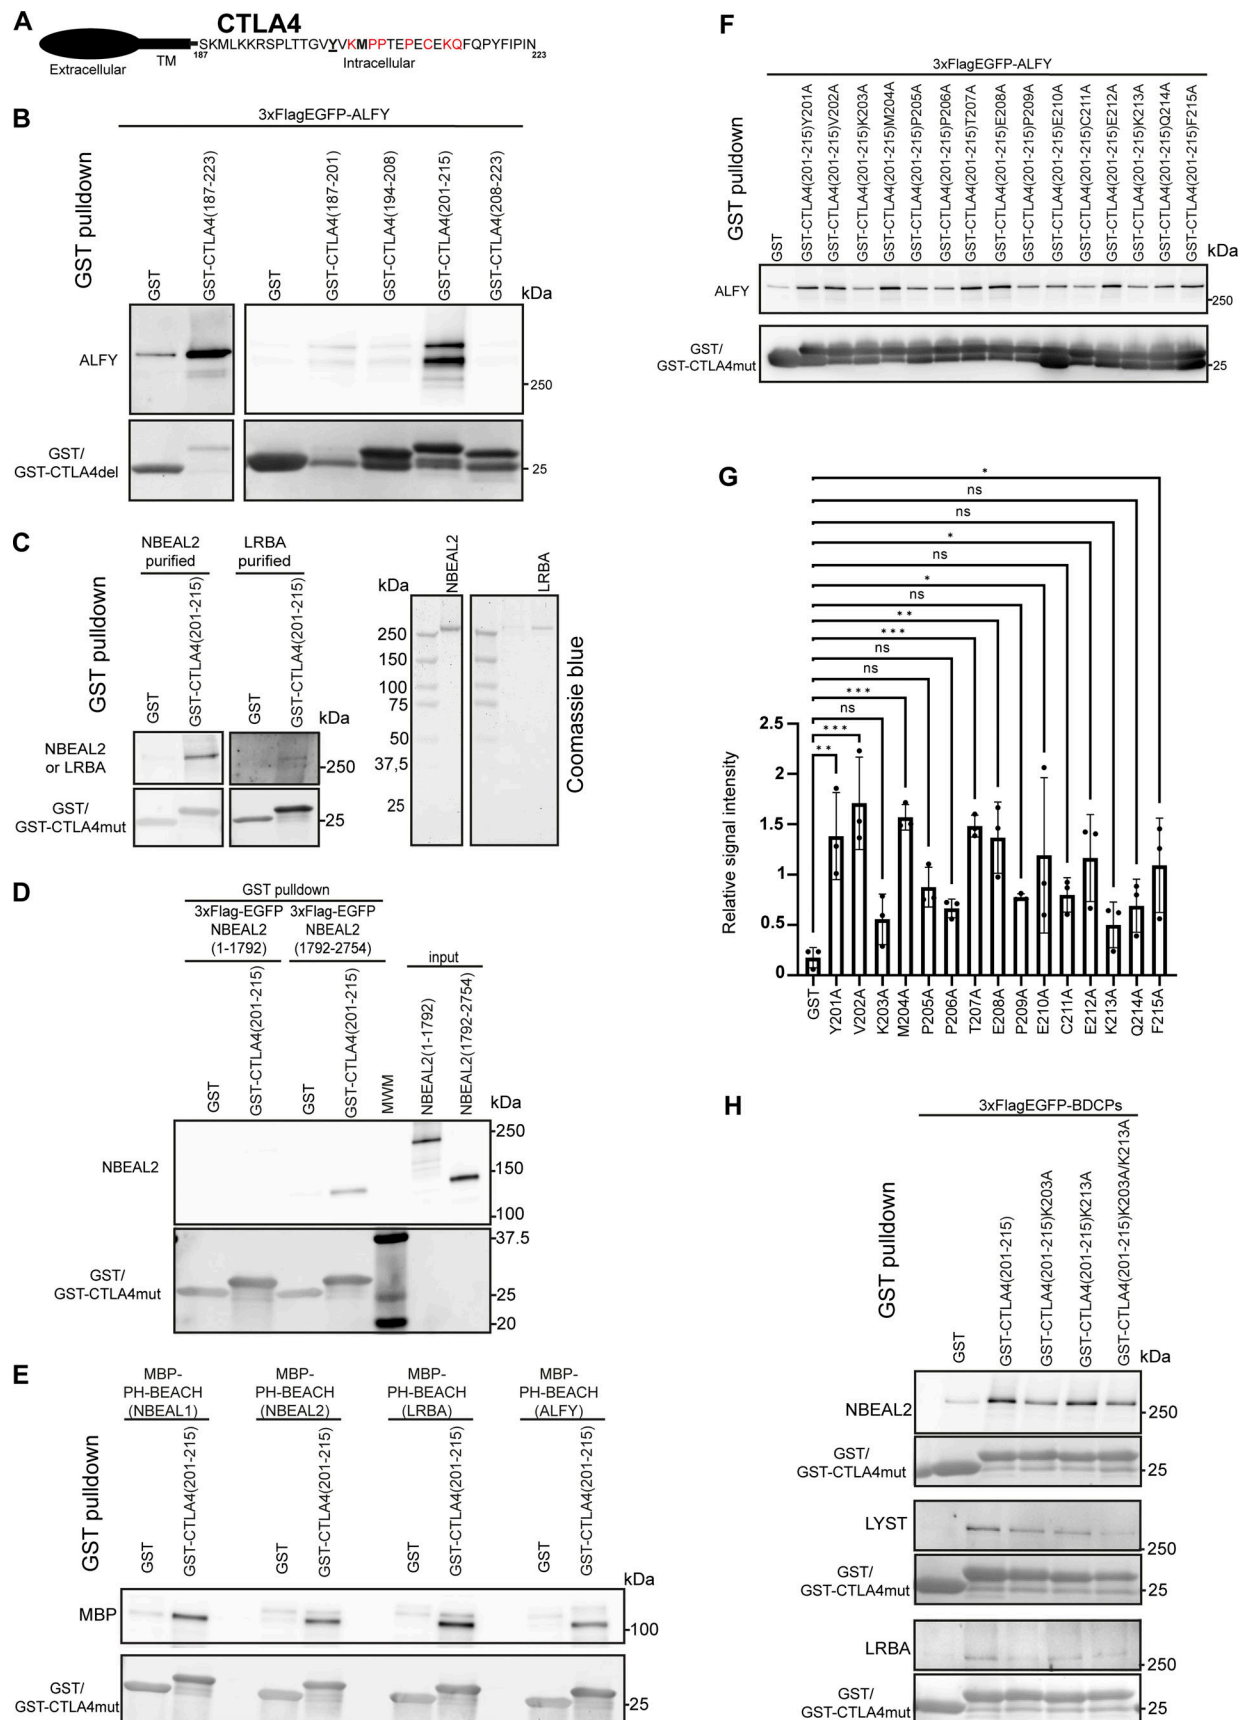 A
CTLA4
SKMLKKRSPLTTGVYVKMPPTEPECEKQFQPYFIPIN
187
223
Extracellular
TM
Intracellular
B
3xFlagEGFP-ALFY
GST pulldown
GST
GST-CTLA4(187-223)
GST
GST-CTLA4(187-201)
GST-CTLA4(194-208)
GST-CTLA4(201-215)
GST-CTLA4(208-223)
kDa
ALFY
250
GST/
GST-CTLA4del
25
C
NBEAL2
purified
LRBA
purified
GST pulldown
GST
GST-CTLA4(201-215)
GST
GST-CTLA4(201-215)
kDa
NBEAL2
or LRBA
250
GST/
GST-CTLA4mut
25
kDa
NBEAL2
LRBA
250
150
100
75
50
37,5
25
Coomassie blue
D
GST pulldown
3xFlag-EGFP
NBEAL2
(1-1792)
3xFlag-EGFP
NBEAL2
(1792-2754)
input
GST
GST-CTLA4(201-215)
GST
GST-CTLA4(201-215)
MWM
NBEAL2(1-1792)
NBEAL2(1792-2754)
kDa
NBEAL2
250
150
100
37.5
GST/
GST-CTLA4mut
25
20
E
MBP-
PH-BEACH
(NBEAL1)
MBP-
PH-BEACH
(NBEAL2)
MBP-
PH-BEACH
(LRBA)
MBP-
PH-BEACH
(ALFY)
GST pulldown
GST
GST-CTLA4(201-215)
GST
GST-CTLA4(201-215)
GST
GST-CTLA4(201-215)
GST
GST-CTLA4(201-215)
kDa
MBP
100
GST/
GST-CTLA4mut
25
F
3xFlagEGFP-ALFY
GST pulldown
GST
GST-CTLA4(201-215)Y201A
GST-CTLA4(201-215)V202A
GST-CTLA4(201-215)K203A
GST-CTLA4(201-215)M204A
GST-CTLA4(201-215)P205A
GST-CTLA4(201-215)P206A
GST-CTLA4(201-215)T207A
GST-CTLA4(201-215)E208A
GST-CTLA4(201-215)P209A
GST-CTLA4(201-215)E210A
GST-CTLA4(201-215)C211A
GST-CTLA4(201-215)E212A
GST-CTLA4(201-215)K213A
GST-CTLA4(201-215)Q214A
GST-CTLA4(201-215)F215A
kDa
ALFY
250
GST/
GST-CTLA4mut
25
G
*
ns
ns
*
ns
*
ns
**
***
ns
ns
***
ns
***
**
Relative signal intensity
2.5
2
1.5
1
0.5
0
GST
Y201A
V202A
K203A
M204A
P205A
P206A
T207A
E208A
P209A
E210A
C211A
E212A
K213A
Q214A
F215A
H
3xFlagEGFP-BDCPs
GST pulldown
GST
GST-CTLA4(201-215)
GST-CTLA4(201-215)K203A
GST-CTLA4(201-215)K213A
GST-CTLA4(201-215)K203A/K213A
kDa
NBEAL2
250
GST/
GST-CTLA4mut
25
LYST
250
GST/
GST-CTLA4mut
25
LRBA
250
GST/
GST-CTLA4mut
25